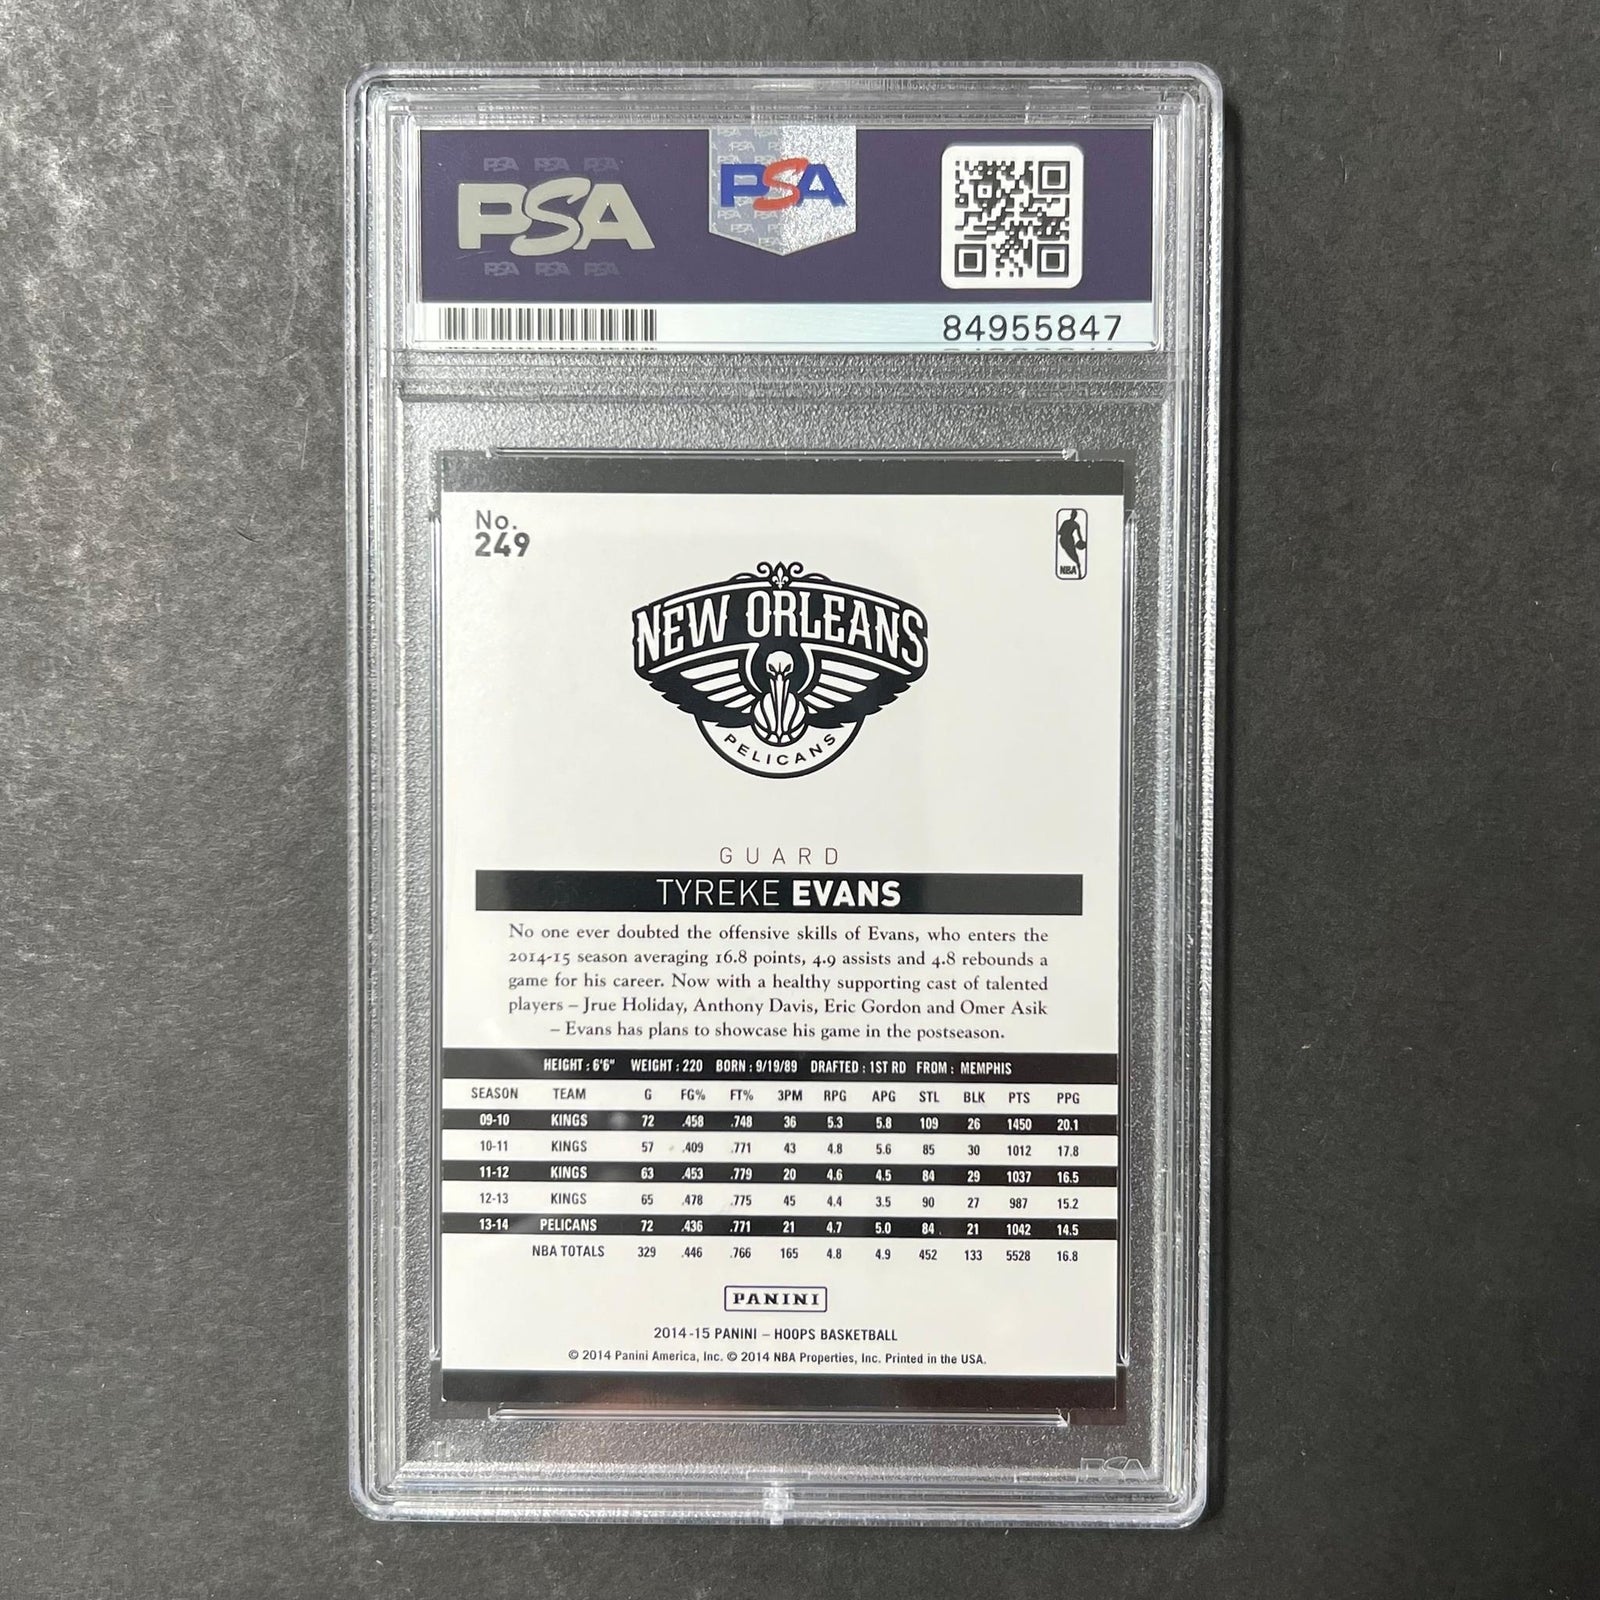 PSA PSA PSA
PSA
PSA PSA PSA
PSA
84955847
No.
249
NBA
NEW ORLEANS
PELICANS
GUARD
TYREKE EVANS
No one ever doubted the offensive skills of Evans, who enters the
2014-15 season averaging 16.8 points, 4.9 assists and 4.8 rebounds a
game for his career. Now with a healthy supporting cast of talented
players – Jrue Holiday, Anthony Davis, Eric Gordon and Omer Asik
– Evans has plans to showcase his game in the postseason.
HEIGHT : 6'6" WEIGHT : 220 BORN : 9/19/89 DRAFTED : 1ST RD FROM : MEMPHIS
SEASON TEAM G FG% FT% 3PM RPG APG STL BLK PTS PPG
09-10 KINGS 72 .458 .748 36 5.3 5.8 109 26 1450 20.1
10-11 KINGS 57 .409 .771 43 4.8 5.6 85 30 1012 17.8
11-12 KINGS 63 .453 .779 20 4.6 4.5 84 29 1037 16.5
12-13 KINGS 65 .478 .775 45 4.4 3.5 90 27 987 15.2
13-14 PELICANS 72 .436 .771 21 4.7 5.0 84 21 1042 14.5
NBA TOTALS 329 .446 .766 165 4.8 4.9 452 133 5528 16.8
PANINI
2014-15 PANINI – HOOPS BASKETBALL
© 2014 Panini America, Inc. © 2014 NBA Properties, Inc. Printed in the USA.
PSA